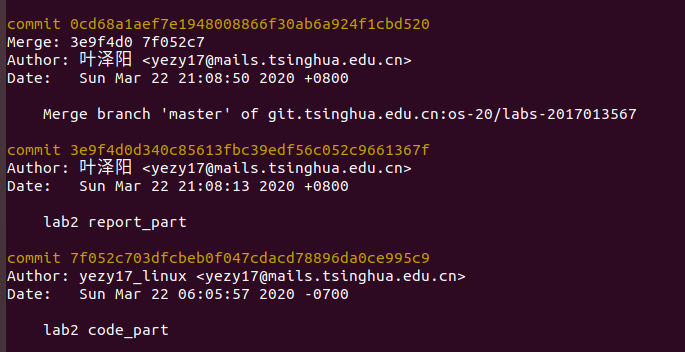 commit 0cd68a1aef7e1948008866f30ab6a924f1cbd520
Merge: 3e9f4d0 7f052c7
Author: 叶泽阳 <yezy17@mails.tsinghua.edu.cn>
Date:   Sun Mar 22 21:08:50 2020 +0800
Merge branch 'master' of git.tsinghua.edu.cn:os-20/labs-2017013567
commit 3e9f4d0d340c85613fbc39edf56c052c9661367f
Author: 叶泽阳 <yezy17@mails.tsinghua.edu.cn>
Date:   Sun Mar 22 21:08:13 2020 +0800
lab2 report_part
commit 7f052c703dfcbeb0f047cdacd78896da0ce995c9
Author: yezy17_linux <yezy17@mails.tsinghua.edu.cn>
Date:   Sun Mar 22 06:05:57 2020 -0700
lab2 code_part